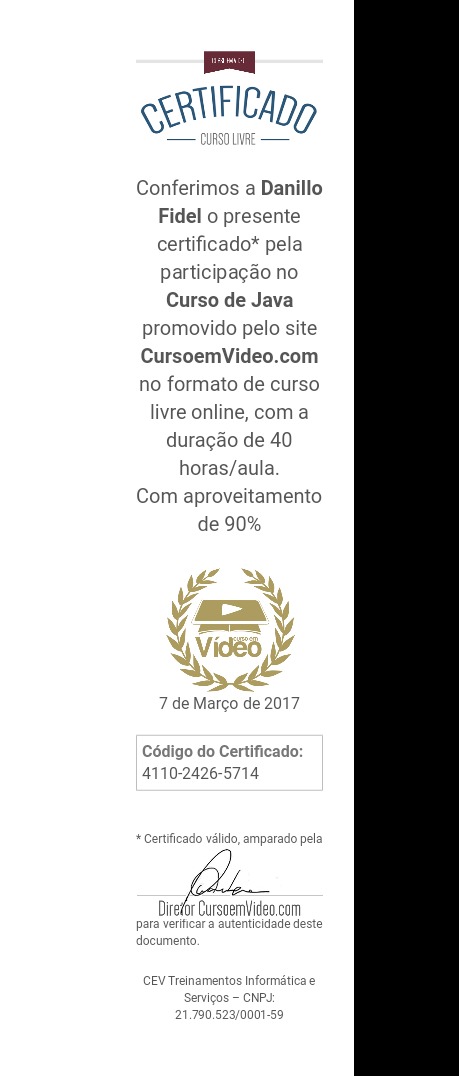 CERTIFICADO
CURSO LIVRE
Conferimos a Danillo
Fidel o presente
certificado* pela
participação no
Curso de Java
promovido pelo site
CursoemVideo.com
no formato de curso
livre online, com a
duração de 40
horas/aula.
Com aproveitamento
de 90%
curso em
Vídeo
7 de Março de 2017
Código do Certificado:
4110-2426-5714
* Certificado válido, amparado pela
Diretor CursoemVideo.com
para verificar a autenticidade deste
documento.
CEV Treinamentos Informática e
Serviços – CNPJ:
21.790.523/0001-59